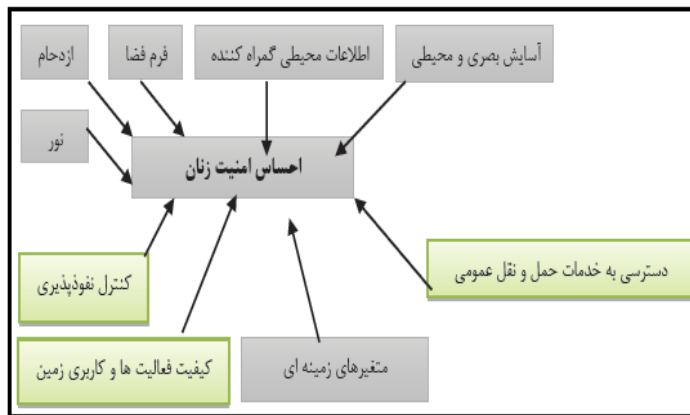 آسایش بصری و محیطی
اطلاعات محیطی گمراه کننده
فرم فضا
ازدحام
نور
احساس امنیت زنان
دسترسی به خدمات حمل و نقل عمومی
کنترل نفوذپذیری
متغیرهای زمینه ای
کیفیت فعالیت ها و کاربری زمین